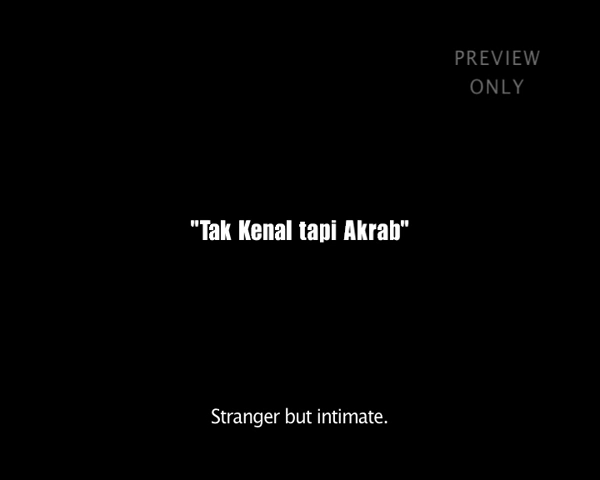 PREVIEW
ONLY
"Tak Kenal tapi Akrab"
Stranger but intimate.